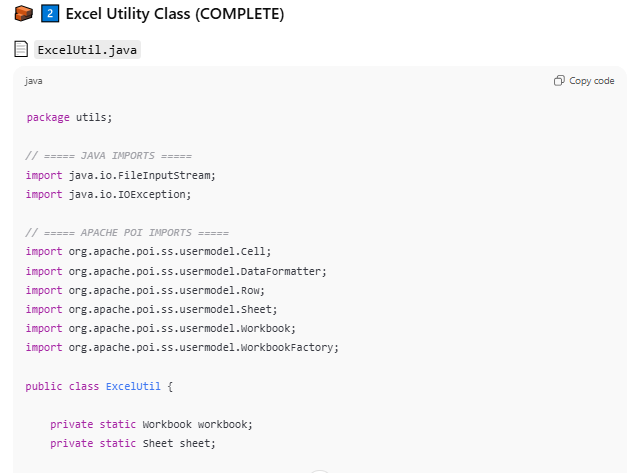 2 Excel Utility Class (COMPLETE)
ExcelUtil.java
java
Copy code
package utils;
// ===== JAVA IMPORTS =====
import java.io.FileInputStream;
import java.io.IOException;
// ===== APACHE POI IMPORTS =====
import org.apache.poi.ss.usermodel.Cell;
import org.apache.poi.ss.usermodel.DataFormatter;
import org.apache.poi.ss.usermodel.Row;
import org.apache.poi.ss.usermodel.Sheet;
import org.apache.poi.ss.usermodel.Workbook;
import org.apache.poi.ss.usermodel.WorkbookFactory;
public class ExcelUtil {
    private static Workbook workbook;
    private static Sheet sheet;